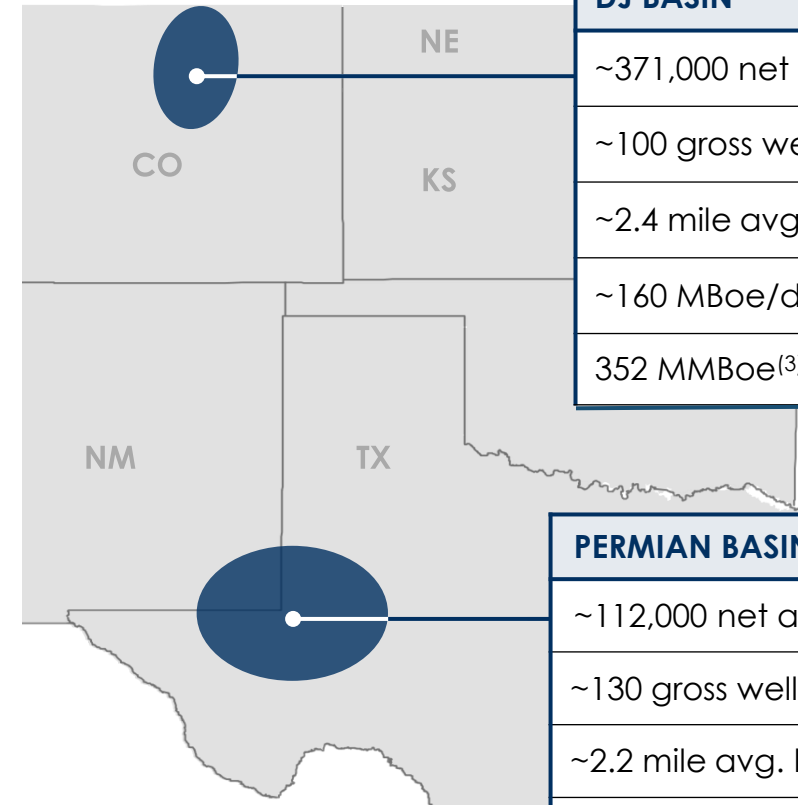 DJ BASIN
NE
~371,000 net
~100 gross we
CO
KS
~2.4 mile avg
~160 MBoe/d
352 MMBoe(3
NM
TX
PERMIAN BASIN
~112,000 net a
~130 gross well
~2.2 mile avg. l